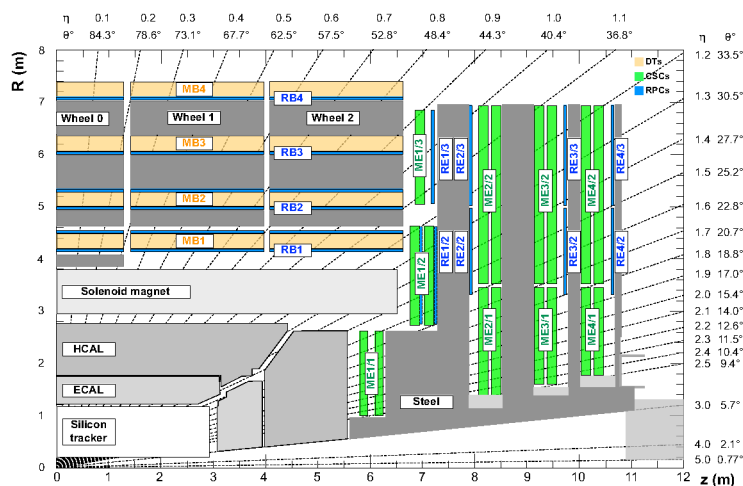 η 0.1 0.2 0.3 0.4 0.5 0.6 0.7 0.8 0.9 1.0 1.1 η θ°
θ° 84.3° 78.6° 73.1° 67.7° 62.5° 57.5° 52.8° 48.4° 44.3° 40.4° 36.8°
R (m)
8
7
6
5
4
3
2
1
0
1.2 33.5°
1.3 30.5°
1.4 27.7°
1.5 25.2°
1.6 22.8°
1.7 20.7°
1.8 18.8°
1.9 17.0°
2.0 15.4°
2.1 14.0°
2.2 12.6°
2.3 11.5°
2.4 10.4°
2.5 9.4°
3.0 5.7°
4.0 2.1°
5.0 0.77°
DTs
CSCs
RPCs
MB4
RB4
Wheel 0 Wheel 1 Wheel 2
MB3
RB3
MB2
RB2
MB1
RB1
Solenoid magnet
HCAL
ECAL
Silicon
tracker
Steel
ME1/3
RE1/3
RE2/3
ME2/2
ME3/2
RE3/3
ME4/2
RE4/3
ME1/2
RE1/2
RE2/2
RE3/2
RE4/2
ME1/1
ME2/1
ME3/1
ME4/1
0 1 2 3 4 5 6 7 8 9 10 11 12
z (m)